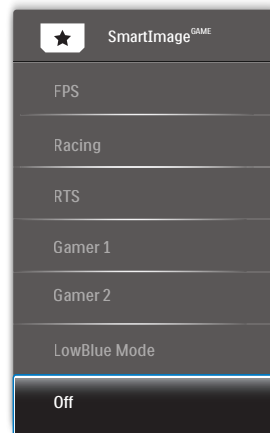 SmartImageGAME
FPS
Racing
RTS
Gamer 1
Gamer 2
LowBlue Mode
Off